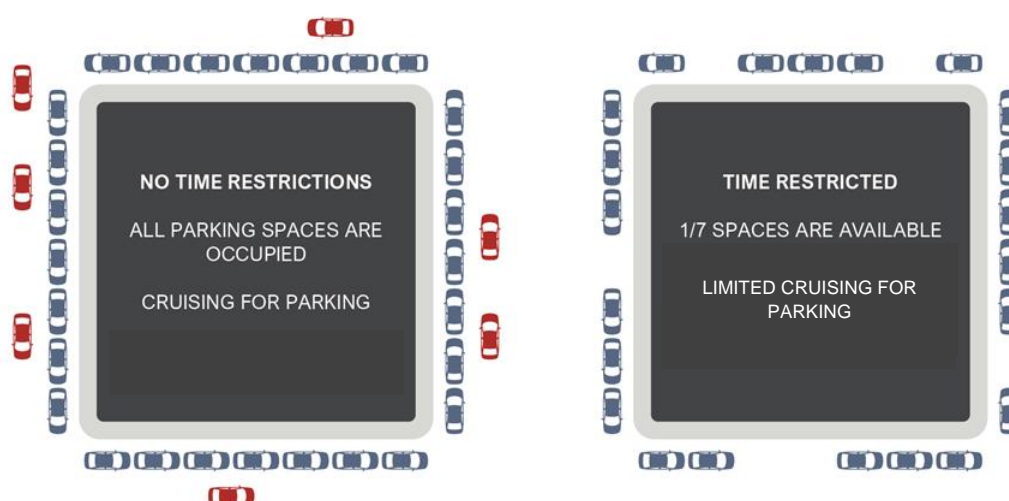 NO TIME RESTRICTIONS
ALL PARKING SPACES ARE
OCCUPIED
CRUISING FOR PARKING
TIME RESTRICTED
1/7 SPACES ARE AVAILABLE
LIMITED CRUISING FOR
PARKING